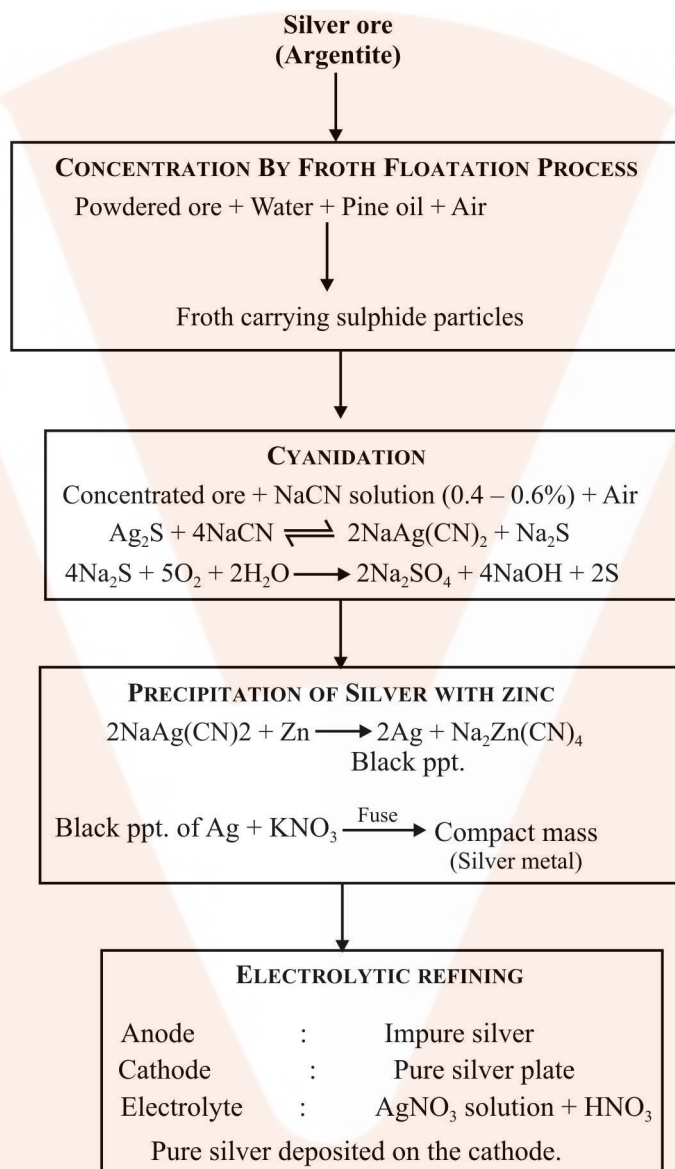 Silver ore
(Argentite)
CONCENTRATION BY FROTH FLOATATION PROCESS
Powdered ore + Water + Pine oil + Air
Froth carrying sulphide particles
CYANIDATION
Concentrated ore + NaCN solution (0.4 – 0.6%) + Air
Ag₂S + 4NaCN ⇌ 2NaAg(CN)₂ + Na₂S
4Na₂S + 5O₂ + 2H₂O → 2Na₂SO₄ + 4NaOH + 2S
PRECIPITATION OF SILVER WITH ZINC
2NaAg(CN)2 + Zn → 2Ag + Na₂Zn(CN)₄
Black ppt.
Black ppt. of Ag + KNO₃ Fuse → Compact mass
(Silver metal)
ELECTROLYTIC REFINING
Anode : Impure silver
Cathode : Pure silver plate
Electrolyte : AgNO₃ solution + HNO₃
Pure silver deposited on the cathode.